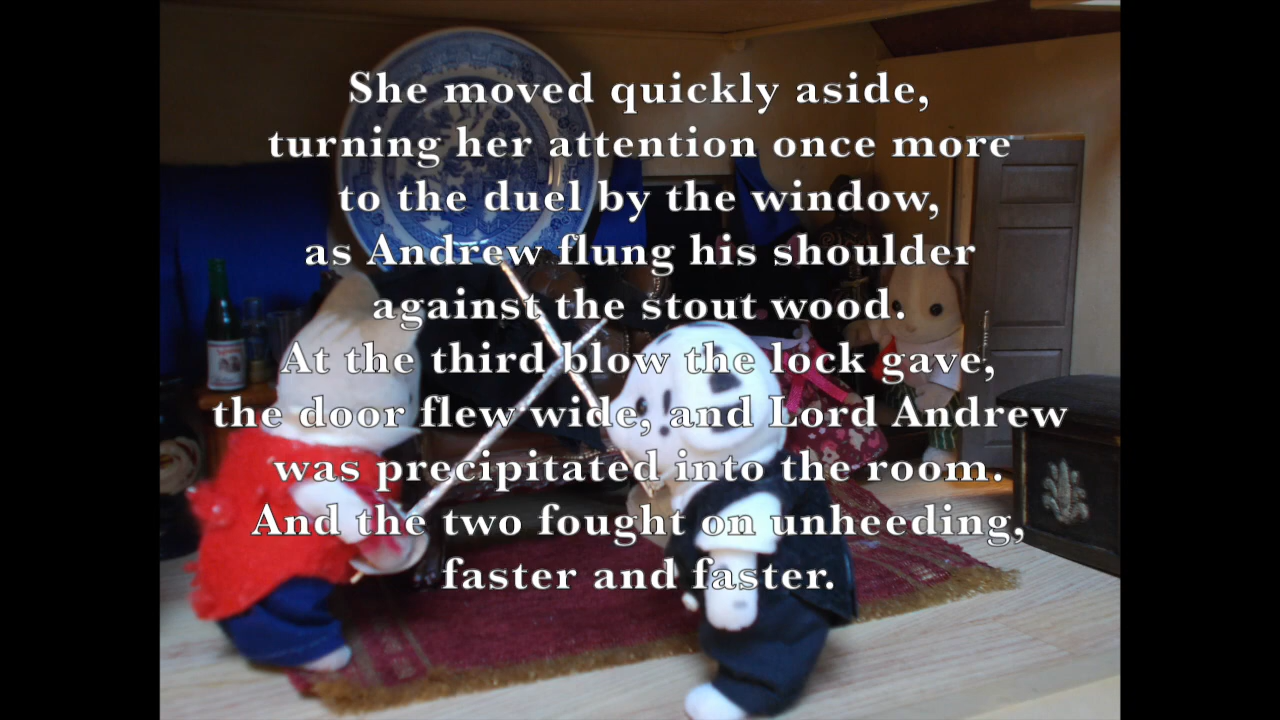 She moved quickly aside,
turning her attention once more
to the duel by the window,
as Andrew flung his shoulder
against the stout wood.
At the third blow the lock gave,
the door flew wide, and Lord Andrew
was precipitated into the room.
And the two fought on unheeding,
faster and faster.